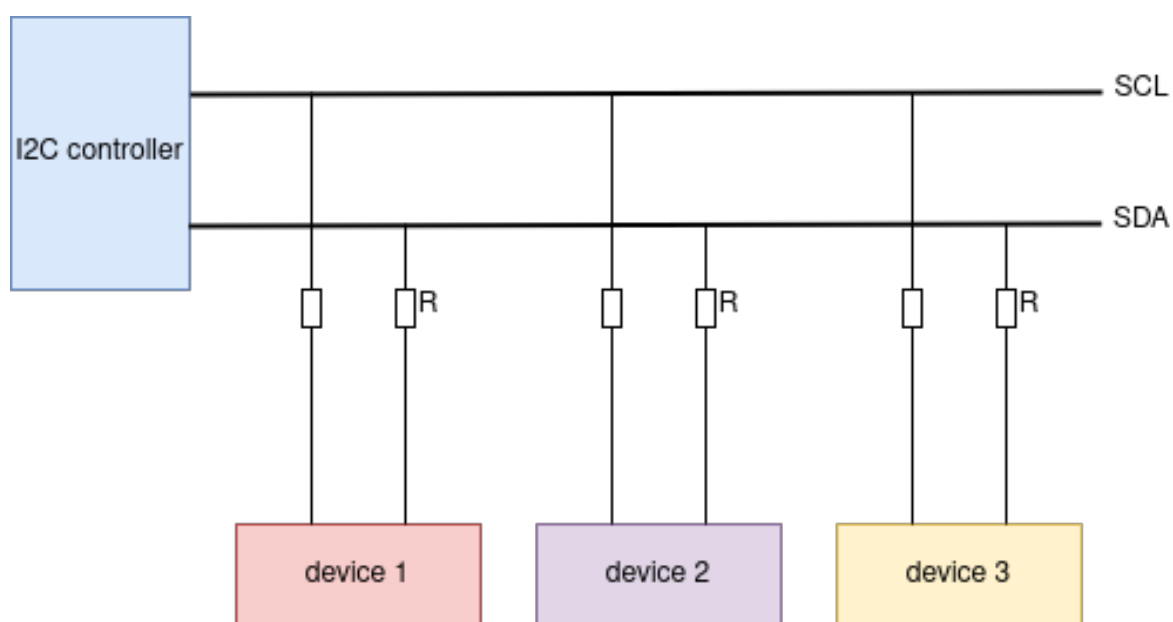 SCL
I2C controller
SDA
R
R
R
device 1
device 2
device 3